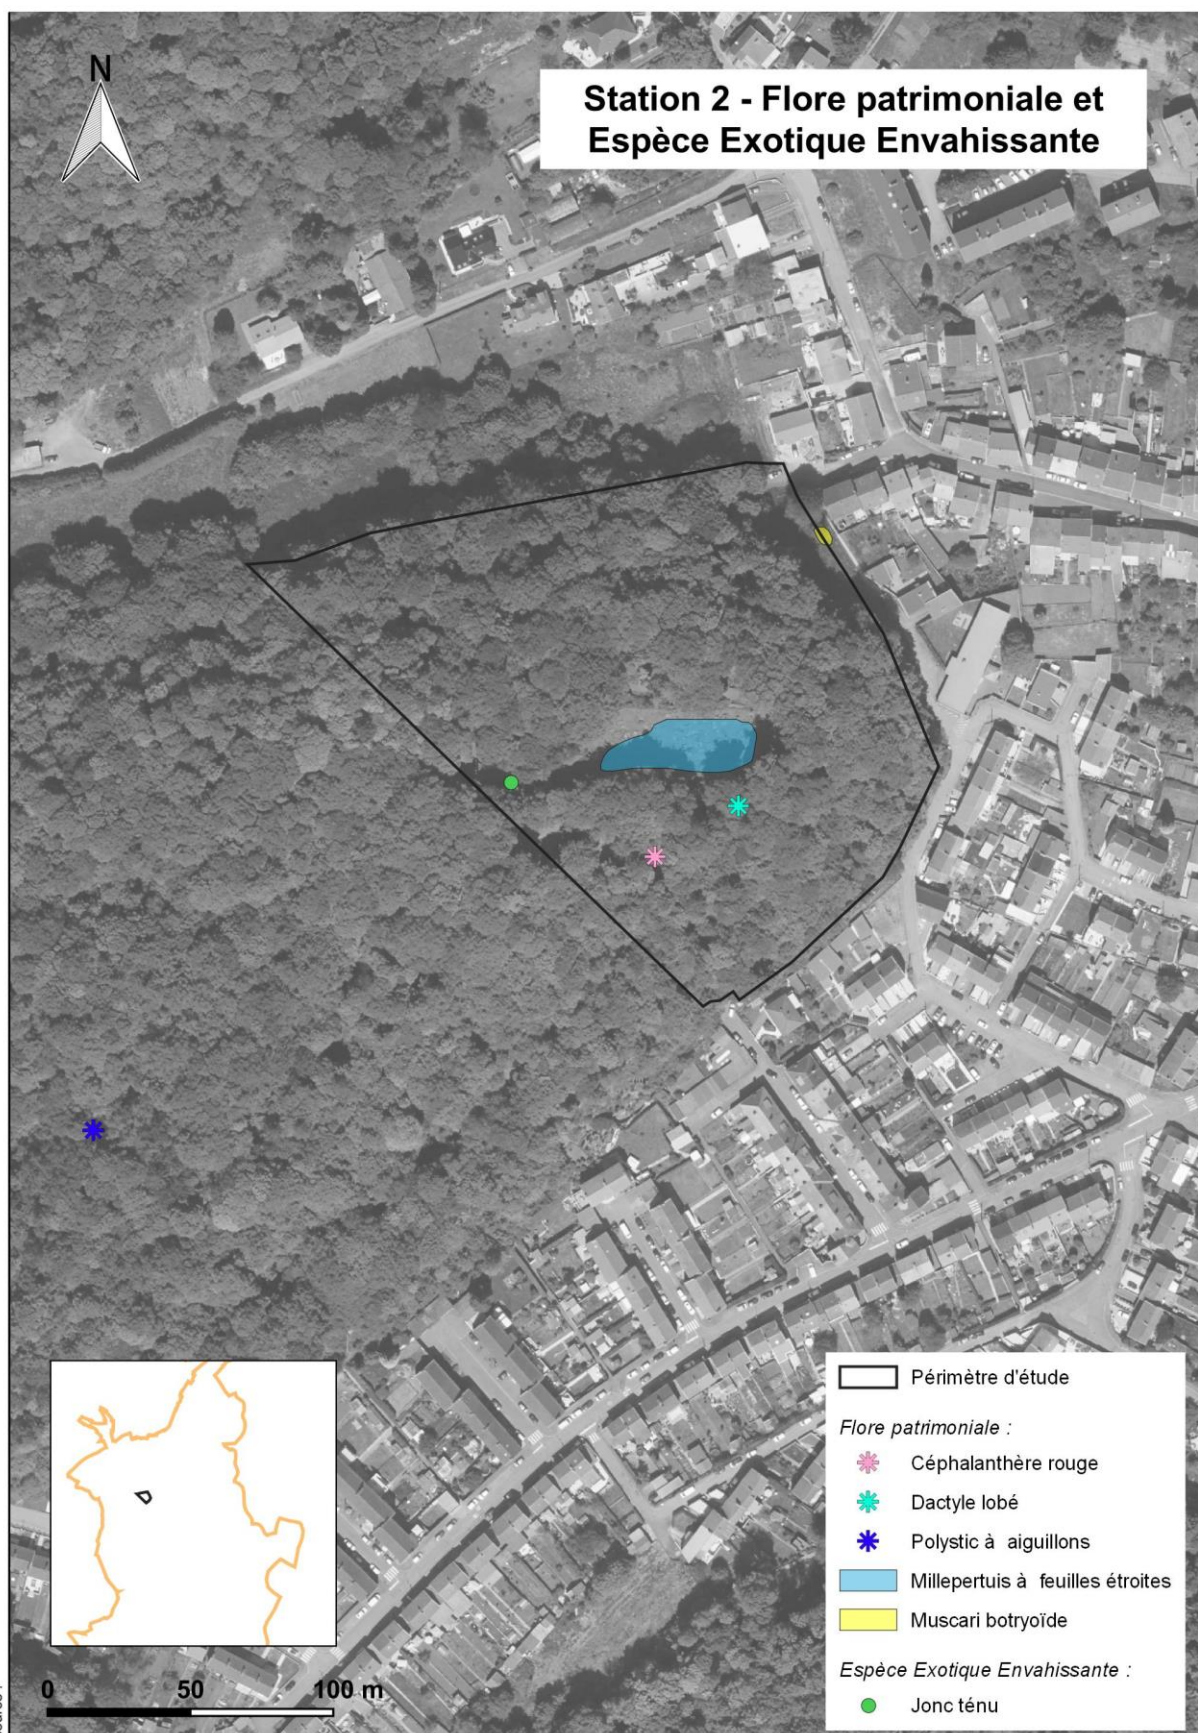 N
Station 2 - Flore patrimoniale et
Espèce Exotique Envahissante
Périmètre d'étude
Flore patrimoniale :
Céphalanthère rouge
Dactyle lobé
Polystic à aiguillons
Millepertuis à feuilles étroites
Muscari botryoïde
Espèce Exotique Envahissante :
Jonc ténu
0 50 100 m